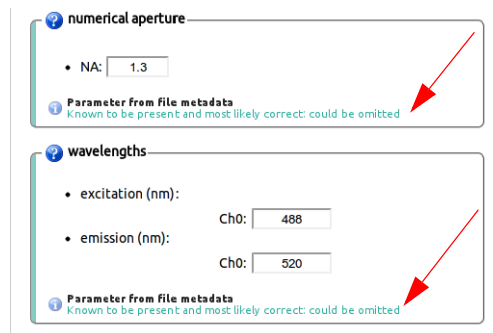 numerical aperture
NA: 1.3
Parameter from file metadata
Known to be present and most likely correct: could be omitted
wavelengths
excitation (nm):
Ch0: 488
emission (nm):
Ch0: 520
Parameter from file metadata
Known to be present and most likely correct: could be omitted